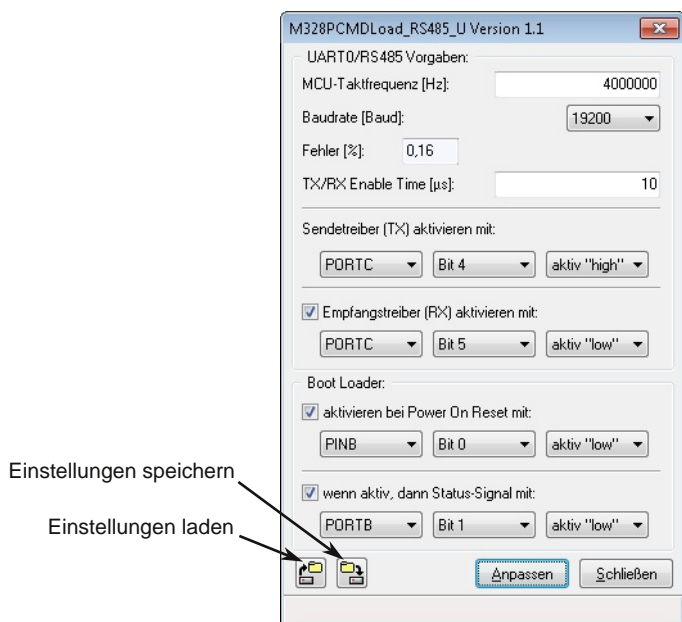 M328PCMDLoad_RS485_U Version 1.1
UART0/RS485 Vorgaben:
MCU-Taktfrequenz [Hz]: 4000000
Baudrate [Baud]: 19200
Fehler [%]: 0,16
TX/RX Enable Time [µs]: 10
Sendetreiber (TX) aktivieren mit:
PORTC Bit 4 aktiv "high"
Empfangstreiber (RX) aktivieren mit:
PORTC Bit 5 aktiv "low"
Boot Loader:
aktivieren bei Power On Reset mit:
PINB Bit 0 aktiv "low"
wenn aktiv, dann Status-Signal mit:
PORTB Bit 1 aktiv "low"
Anpassen Schließen
Einstellungen speichern
Einstellungen laden